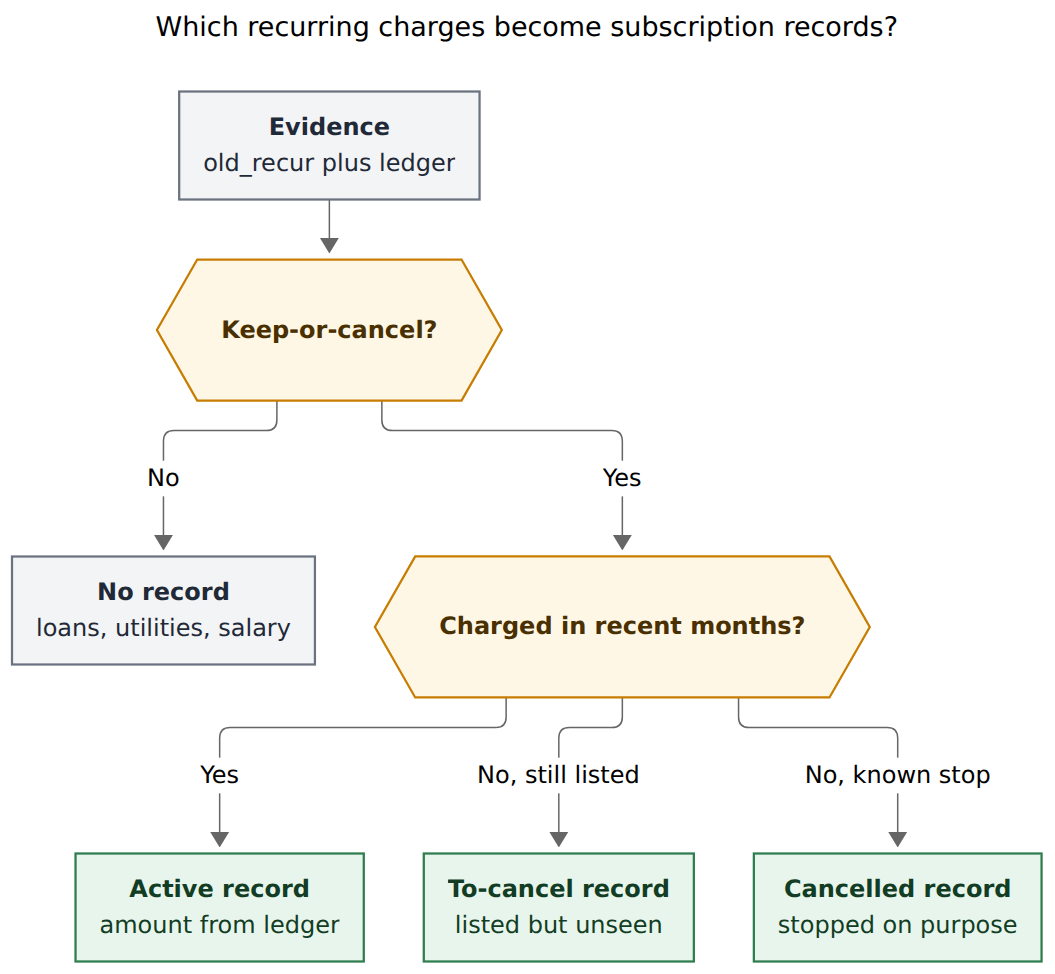 Which recurring charges become subscription records?
Evidence
old_recur plus ledger
Keep-or-cancel?
No
Yes
No record
loans, utilities, salary
Charged in recent months?
Yes
No, still listed
No, known stop
Active record
amount from ledger
To-cancel record
listed but unseen
Cancelled record
stopped on purpose